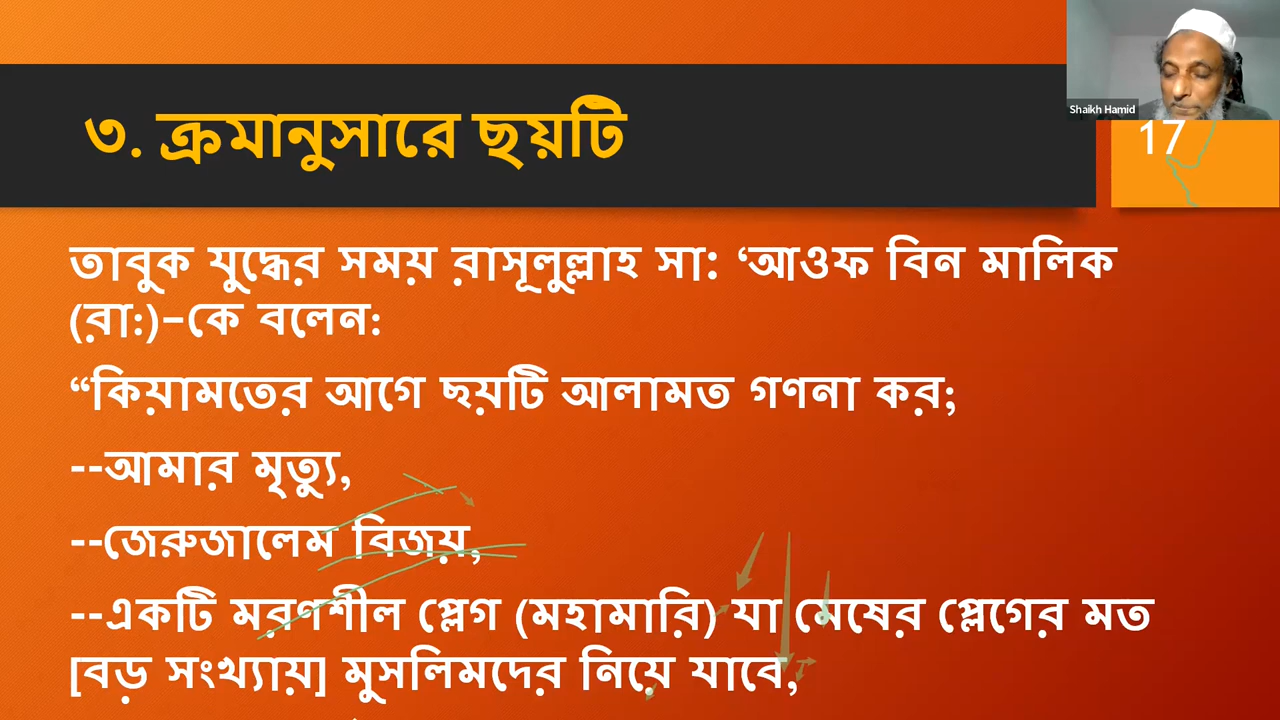 Shaikh Hamid
৩. ক্রমানুসারে ছয়টি
17
তাবুক যুদ্ধের সময় রাসূলুল্লাহ সা: ‘আওফ বিন মালিক
(রা:)–কে বলেন:
“কিয়ামতের আগে ছয়টি আলামত গণনা কর;
--আমার মৃত্যু,
--জেরুজালেম বিজয়,
--একটি মরণশীল প্লেগ (মহামারি) যা মেষের প্লেগের মত
[বড় সংখ্যায়] মুসলিমদের নিয়ে যাবে,